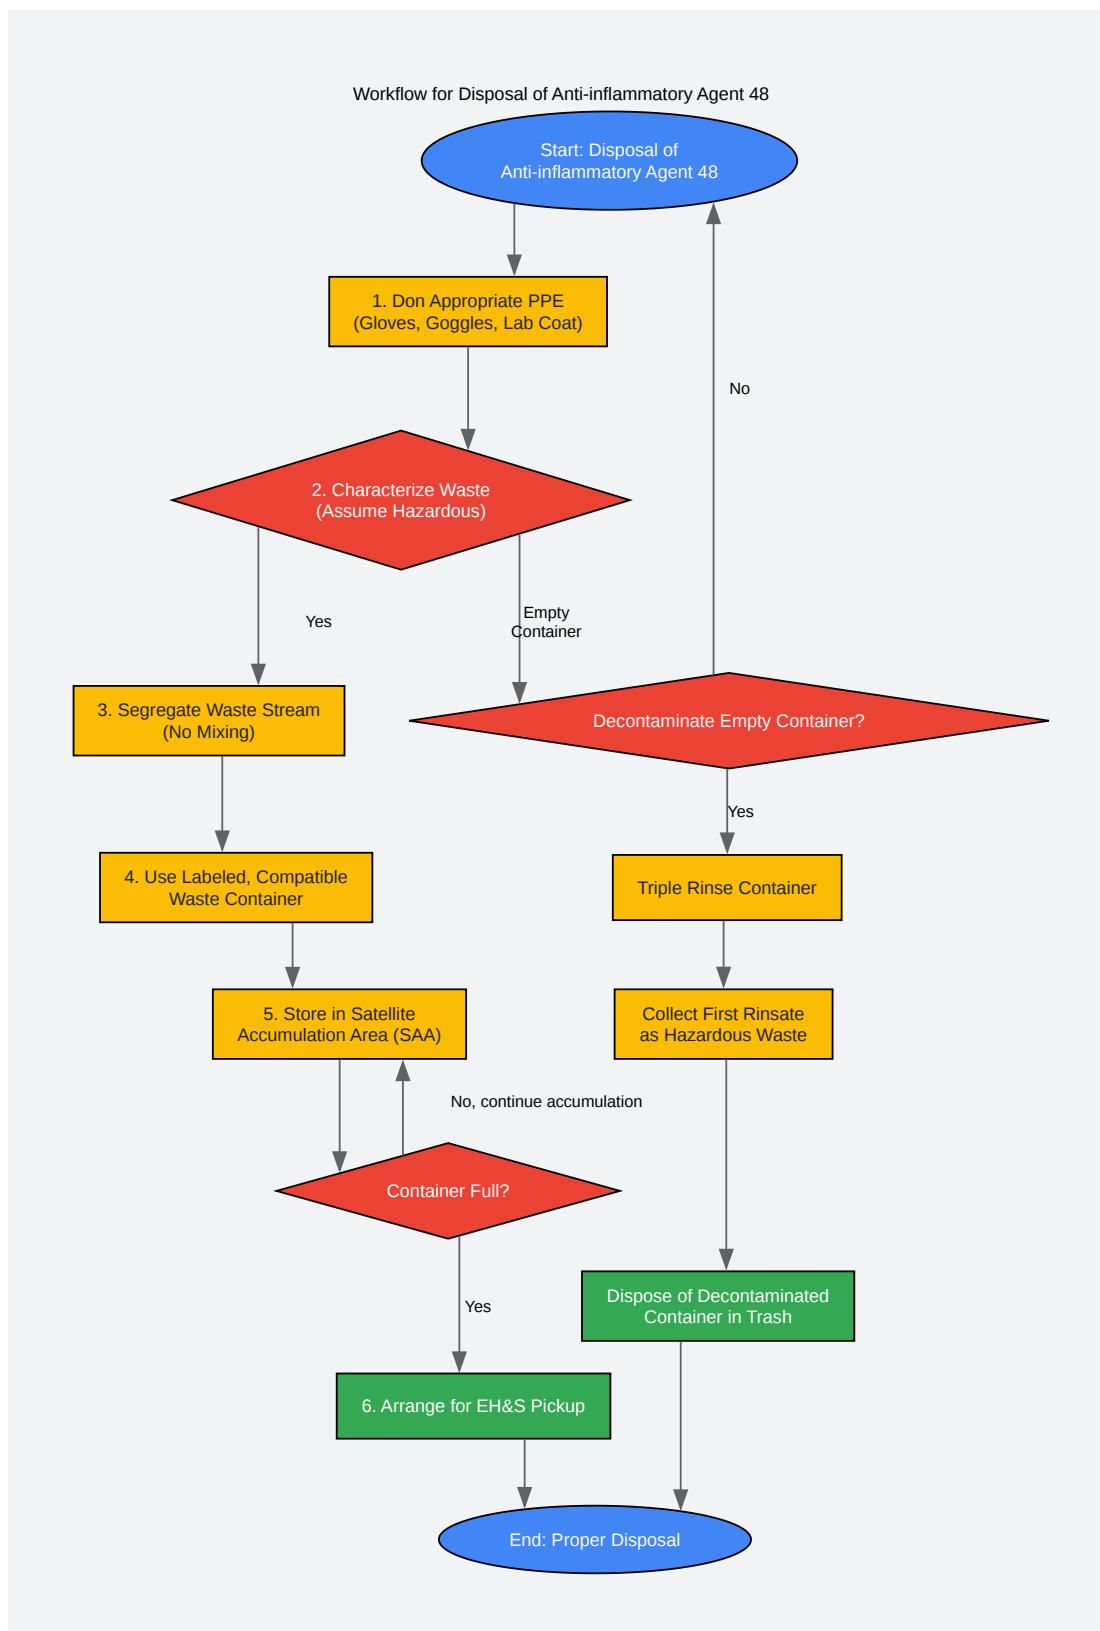 Workflow for Disposal of Anti-inflammatory Agent 48
Start: Disposal of
Anti-inflammatory Agent 48
1. Don Appropriate PPE
(Gloves, Goggles, Lab Coat)
No
2. Characterize Waste
(Assume Hazardous)
Yes
Empty
Container
3. Segregate Waste Stream
(No Mixing)
Decontaminate Empty Container?
Yes
4. Use Labeled, Compatible
Waste Container
Triple Rinse Container
5. Store in Satellite
Accumulation Area (SAA)
Collect First Rinsate
as Hazardous Waste
No, continue accumulation
Container Full?
Yes
Dispose of Decontaminated
Container in Trash
6. Arrange for EH&S Pickup
End: Proper Disposal